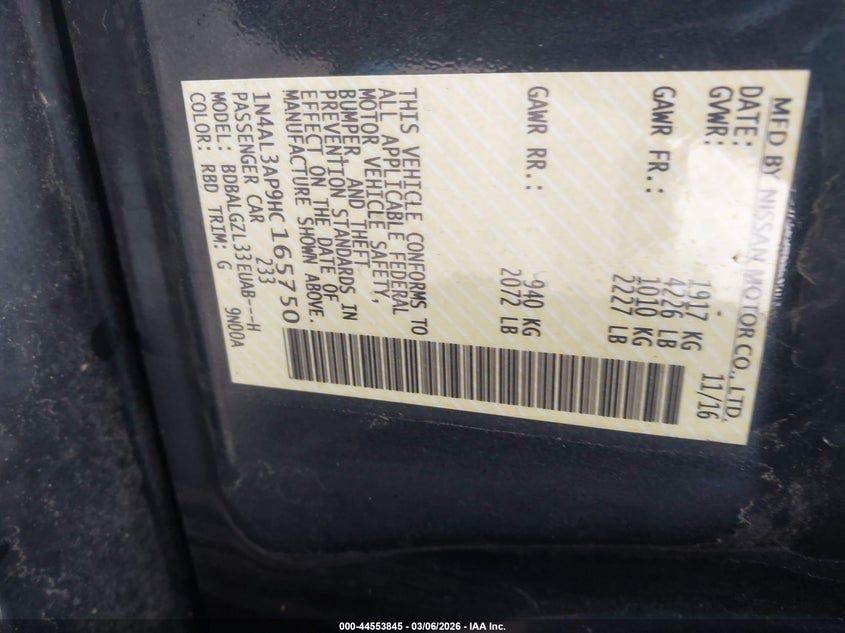 MFD BY NISSAN MOTOR CO., LTD.
DATE: 11/16
GVWR: 1917 KG
4226 LB
GAWR FR.: 1010 KG
2227 LB
GAWR RR.: 940 KG
2072 LB
THIS VEHICLE CONFORMS TO
ALL APPLICABLE FEDERAL
MOTOR VEHICLE SAFETY,
BUMPER AND THEFT
PREVENTION STANDARDS IN
EFFECT ON THE DATE OF
MANUFACTURE SHOWN ABOVE.
1N4AL3AP9HC165750
PASSENGER CAR 233
MODEL: BDBALGZL33EUAB---H
COLOR: RBD TRIM: G 9N00A
000-44553845 - 03/06/2026 - IAA Inc.